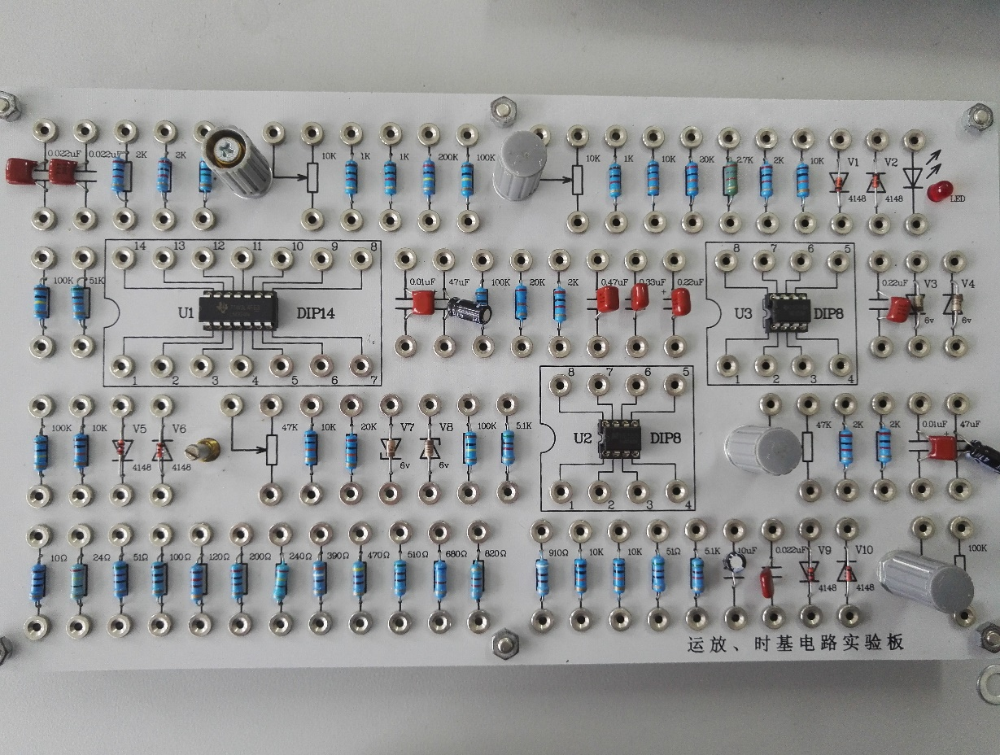 0.022uF 0.022uF 2K 2K 10K 1K 1K 200K 100K 10K 1K 10K 20K 2.7K 2K 10K V1 4148 V2 4148 LED
14 13 12 11 10 9 8
8 7 6 5
100K 51K U1 DIP14 0.01uF 47uF 100K 20K 2K 0.47uF 0.33uF + 0.22uF U3 DIP8 0.22uF V3 6v V4 6v
1 2 3 4 5 6 7
1 2 3 4
8 7 6 5
100K 10K V5 4148 V6 4148 47K 10K 20K V7 6v V8 6v 100K 5.1K U2 DIP8 47K 2K 2K 0.01uF 47uF
1 2 3 4
10Ω 24Ω 51Ω 100Ω 120Ω 200Ω 240Ω 390Ω 470Ω 510Ω 680Ω 820Ω 910Ω 10K 10K 51Ω 5.1K 10uF 0.022uF V9 4148 V10 4148 100K
运放、时基电路实验板